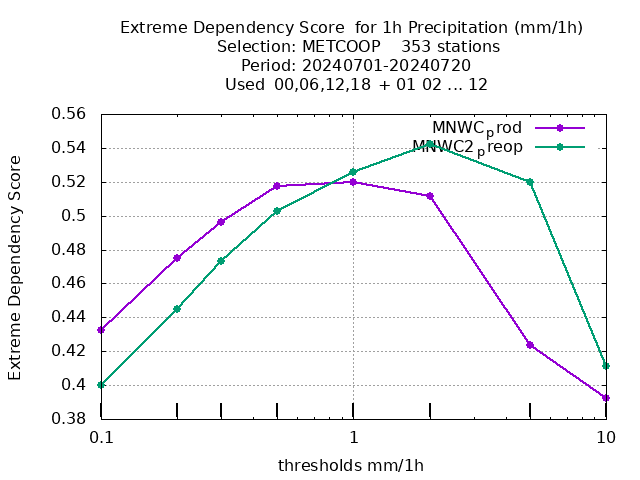 Extreme Dependency Score  for 1h Precipitation (mm/1h)
Selection: METCOOP    353 stations
Period: 20240701-20240720
Used  00,06,12,18 + 01 02 ... 12
MNWC_prod
MNWC2_preop
Extreme Dependency Score
0.56
0.54
0.52
0.5
0.48
0.46
0.44
0.42
0.4
0.38
0.1
1
10
thresholds mm/1h